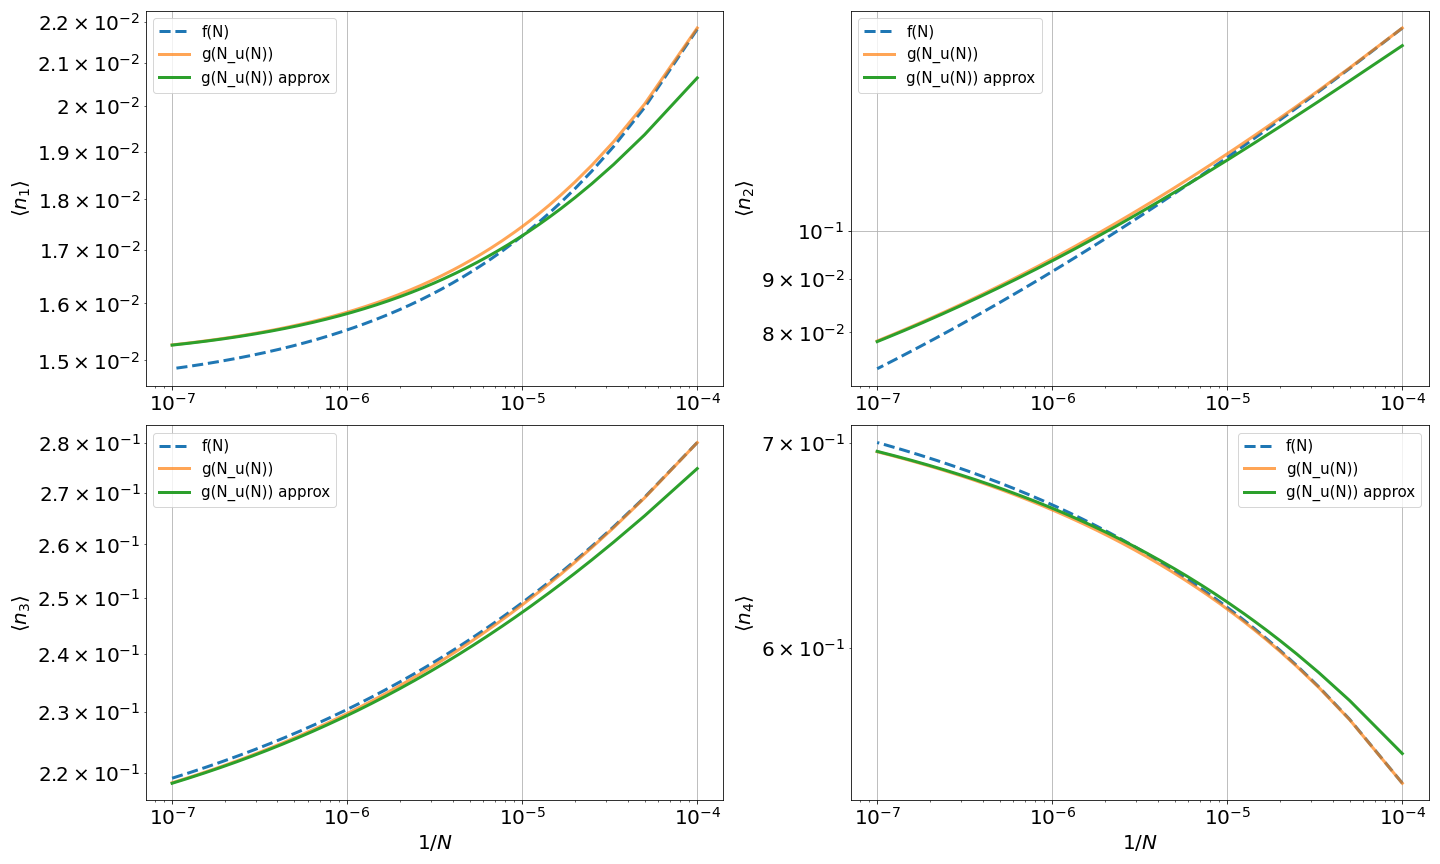 ⟨n₁⟩
2.2 × 10⁻²
2.1 × 10⁻²
2 × 10⁻²
1.9 × 10⁻²
1.8 × 10⁻²
1.7 × 10⁻²
1.6 × 10⁻²
1.5 × 10⁻²
f(N)
g(N_u(N))
g(N_u(N)) approx
10⁻⁷ 10⁻⁶ 10⁻⁵ 10⁻⁴
⟨n₂⟩
10⁻¹
9 × 10⁻²
8 × 10⁻²
f(N)
g(N_u(N))
g(N_u(N)) approx
10⁻⁷ 10⁻⁶ 10⁻⁵ 10⁻⁴
⟨n₃⟩
2.8 × 10⁻¹
2.7 × 10⁻¹
2.6 × 10⁻¹
2.5 × 10⁻¹
2.4 × 10⁻¹
2.3 × 10⁻¹
2.2 × 10⁻¹
f(N)
g(N_u(N))
g(N_u(N)) approx
10⁻⁷ 10⁻⁶ 10⁻⁵ 10⁻⁴
1/N
⟨n₄⟩
7 × 10⁻¹
6 × 10⁻¹
f(N)
g(N_u(N))
g(N_u(N)) approx
10⁻⁷ 10⁻⁶ 10⁻⁵ 10⁻⁴
1/N